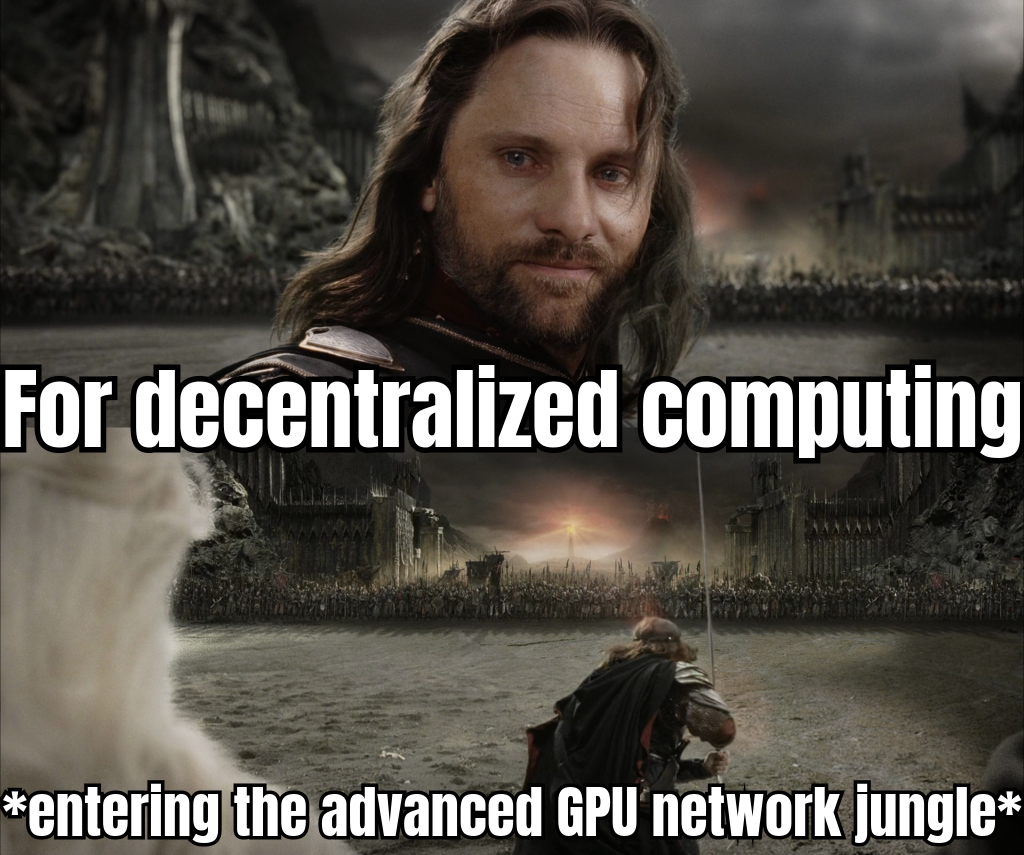 For decentralized computing
*entering the advanced GPU network jungle*